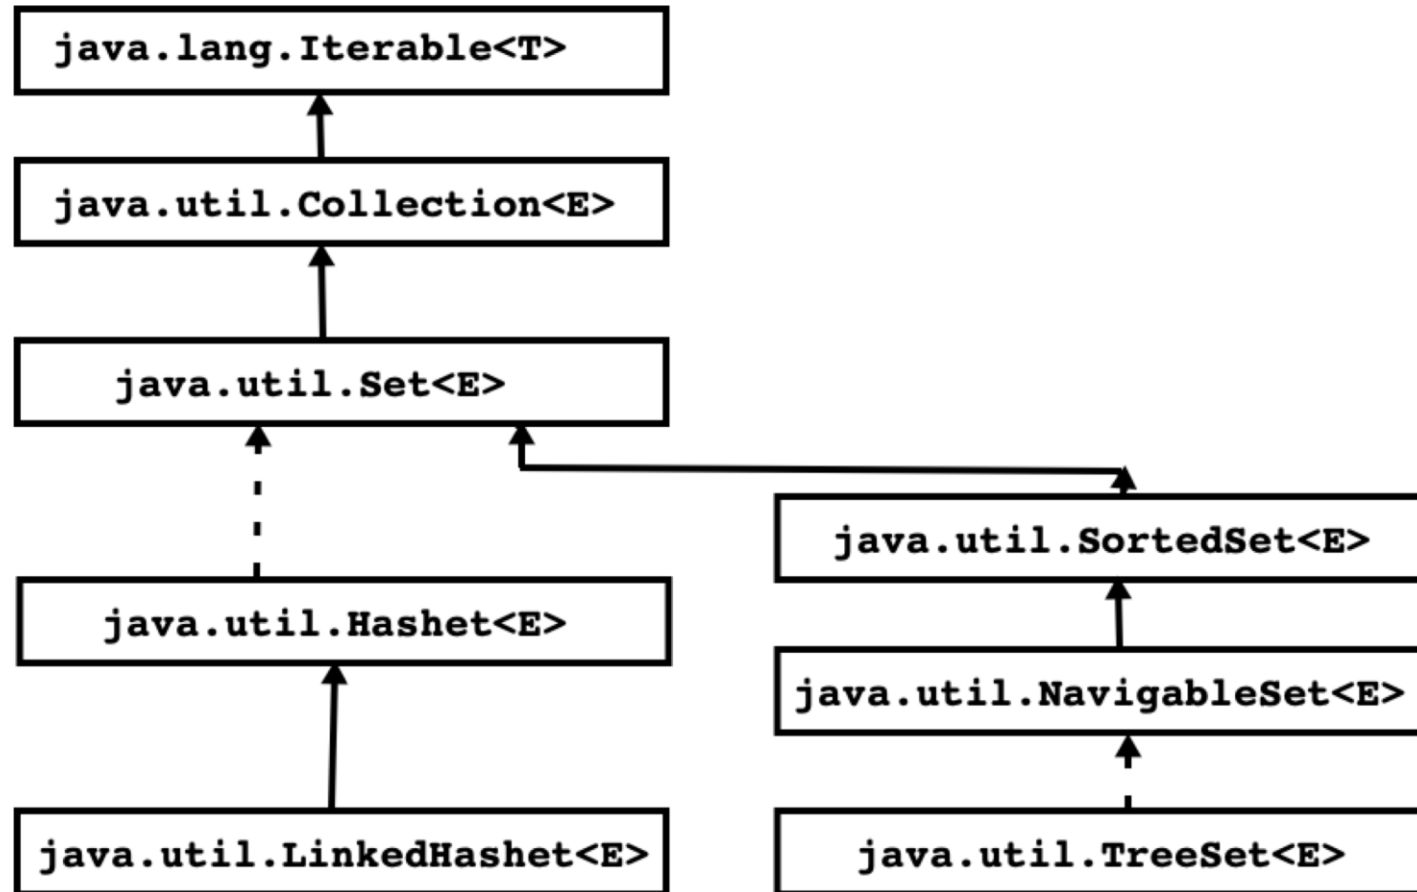 java.lang.Iterable<T>
java.util.Collection<E>
java.util.Set<E>
java.util.SortedSet<E>
java.util.Hashet<E>
java.util.NavigableSet<E>
java.util.LinkedHashet<E>
java.util.TreeSet<E>